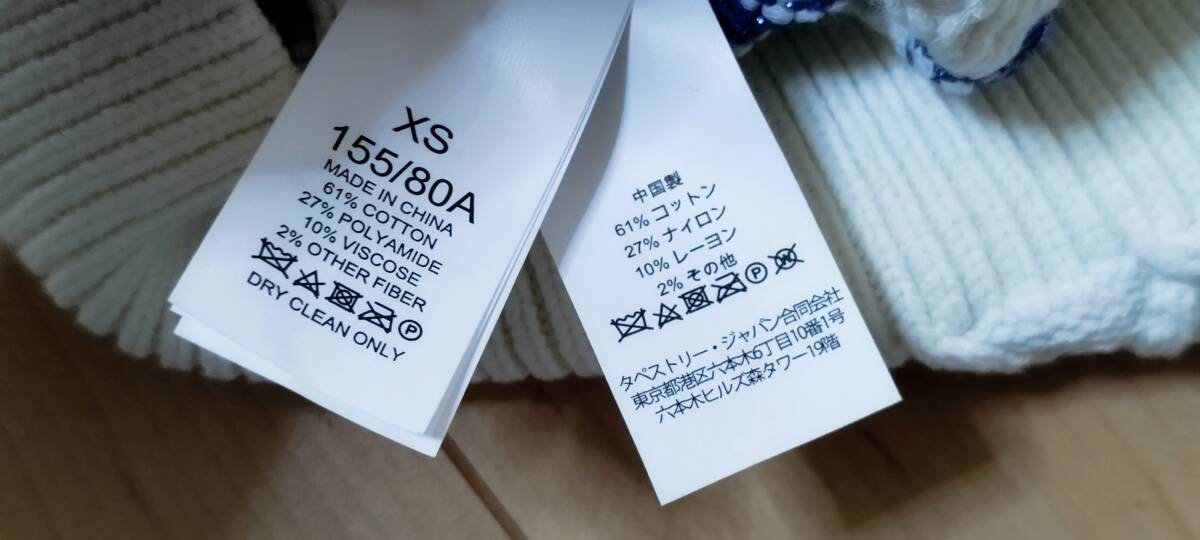 XS
155/80A
MADE IN CHINA
61% COTTON
27% POLYAMIDE
10% VISCOSE
2% OTHER FIBER
P
DRY CLEAN ONLY
中国製
61% コットン
27% ナイロン
10% レーヨン
2% その他
P W
タペストリー・ジャパン合同会社
東京都港区六本木6丁目10番1号
六本木ヒルズ森タワー19階